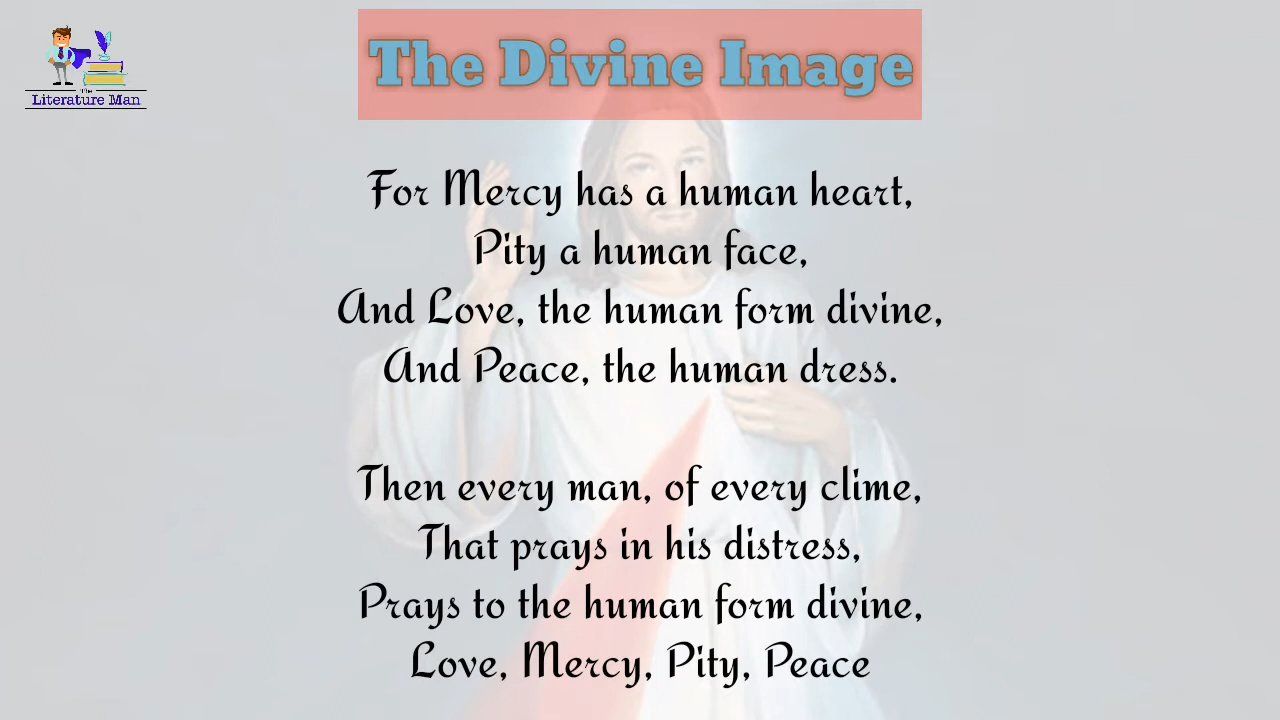 The
Literature Man
The Divine Image
For Mercy has a human heart,
Pity a human face,
And Love, the human form divine,
And Peace, the human dress.
Then every man, of every clime,
That prays in his distress,
Prays to the human form divine,
Love, Mercy, Pity, Peace